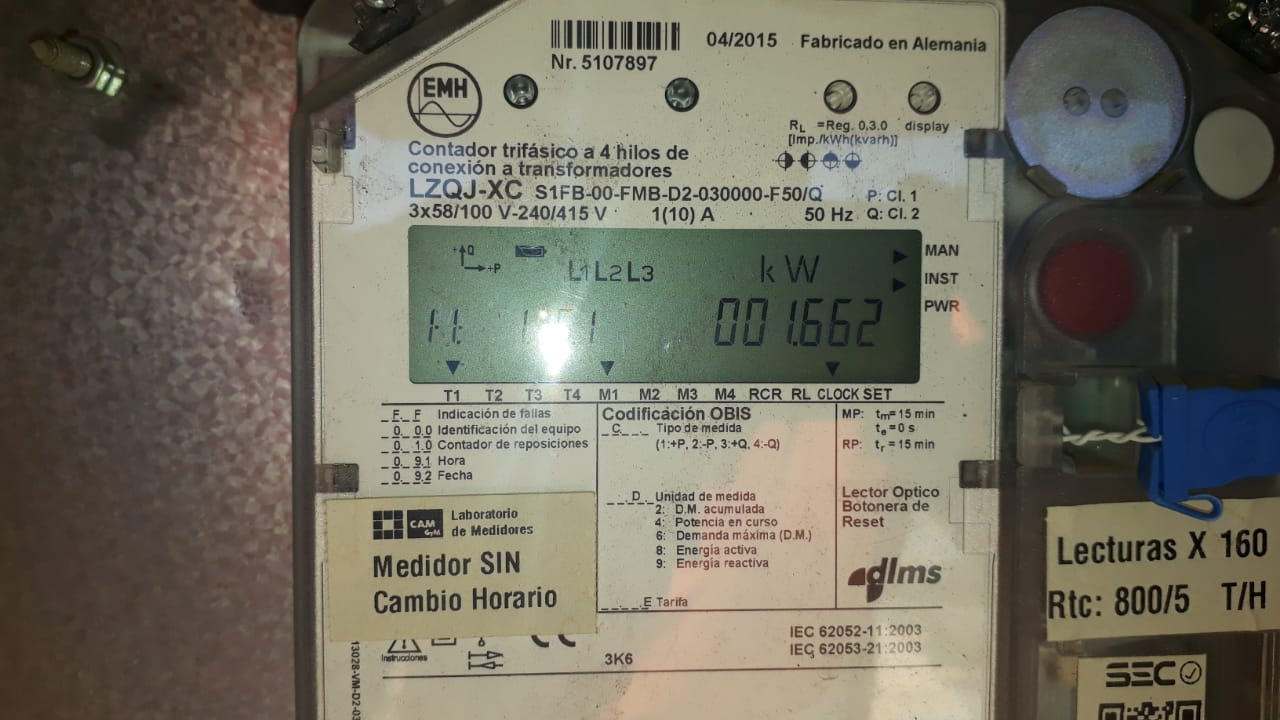 Nr. 5107897
04/2015 Fabricado en Alemania
EMH
RL =Reg. 0,3.0 display
[Imp./kWh(kvarh)]
Contador trifásico a 4 hilos de
conexión a transformadores
LZQJ-XC S1FB-00-FMB-D2-030000-F50/Q P: Cl. 1
3x58/100 V-240/415 V 1(10) A 50 Hz Q: Cl. 2
+Q
+P
L1L2L3 kW
001.662
MAN
INST
PWR
T1 T2 T3 T4 M1 M2 M3 M4 RCR RL CLOCK SET
F. F Indicación de fallas
0 0.0 Identificación del equipo
0 1.0 Contador de reposiciones
0 9.1 Hora
0 9.2 Fecha
Codificación OBIS
C Tipo de medida
(1:+P, 2:-P, 3:+Q, 4:-Q)
D Unidad de medida
2: D.M. acumulada
4: Potencia en curso
6: Demanda máxima (D.M.)
8: Energía activa
9: Energía reactiva
E Tarifa
MP: tm=15 min
te=0 s
RP: tr=15 min
Lector Optico
Botonera de
Reset
dlms
CAM
GyM
Laboratorio
de Medidores
Medidor SIN
Cambio Horario
Instrucciones
CE
3K6
IEC 62052-11:2003
IEC 62053-21:2003
Lecturas X 160
Rtc: 800/5 T/H
SEC